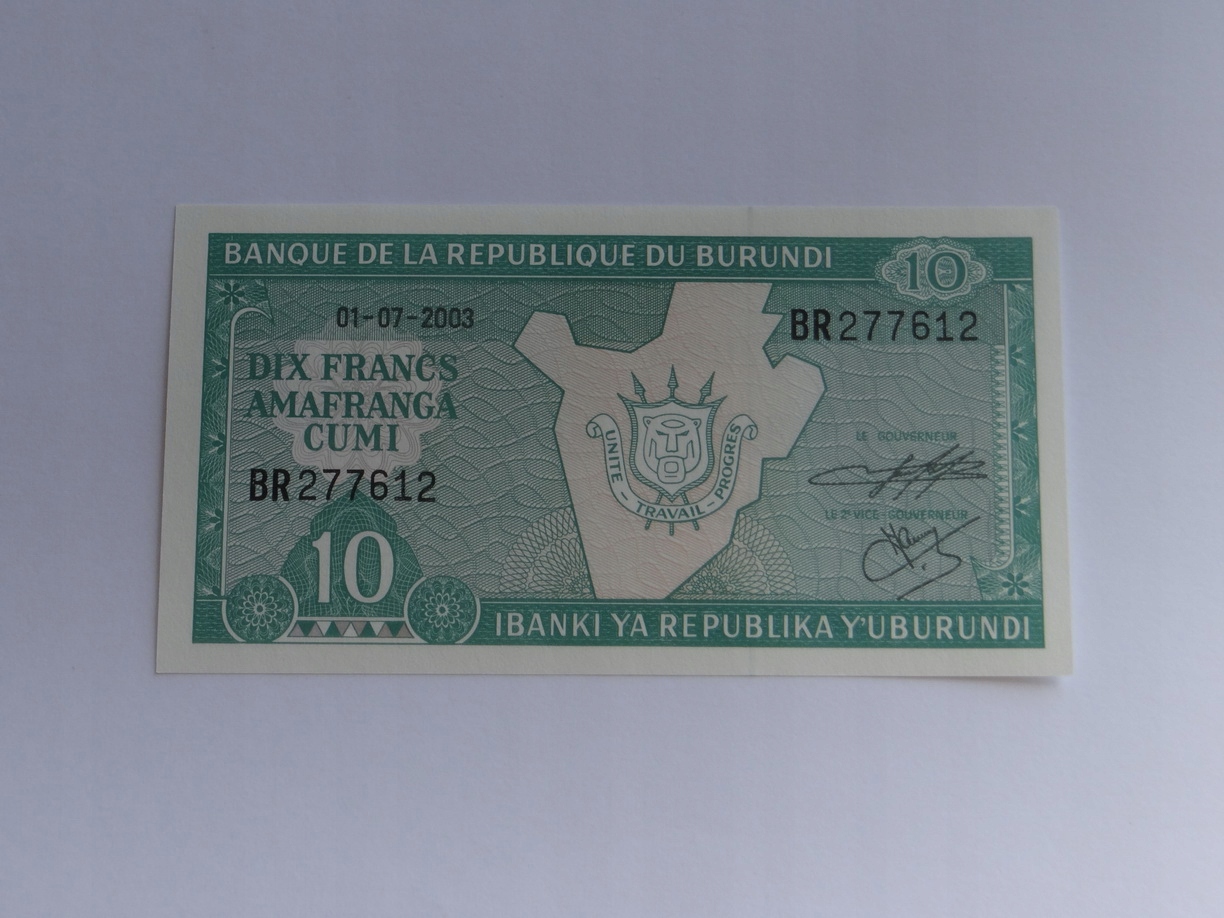 BANQUE DE LA REPUBLIQUE DU BURUNDI
10
01-07-2003
BR277612
DIX FRANCS
AMAFRANGA
CUMI
BR277612
UNITE - TRAVAIL - PROGRES
LE GOUVERNEUR
LE 2e VICE-GOUVERNEUR
10
IBANKI YA REPUBLIKA Y'UBURUNDI